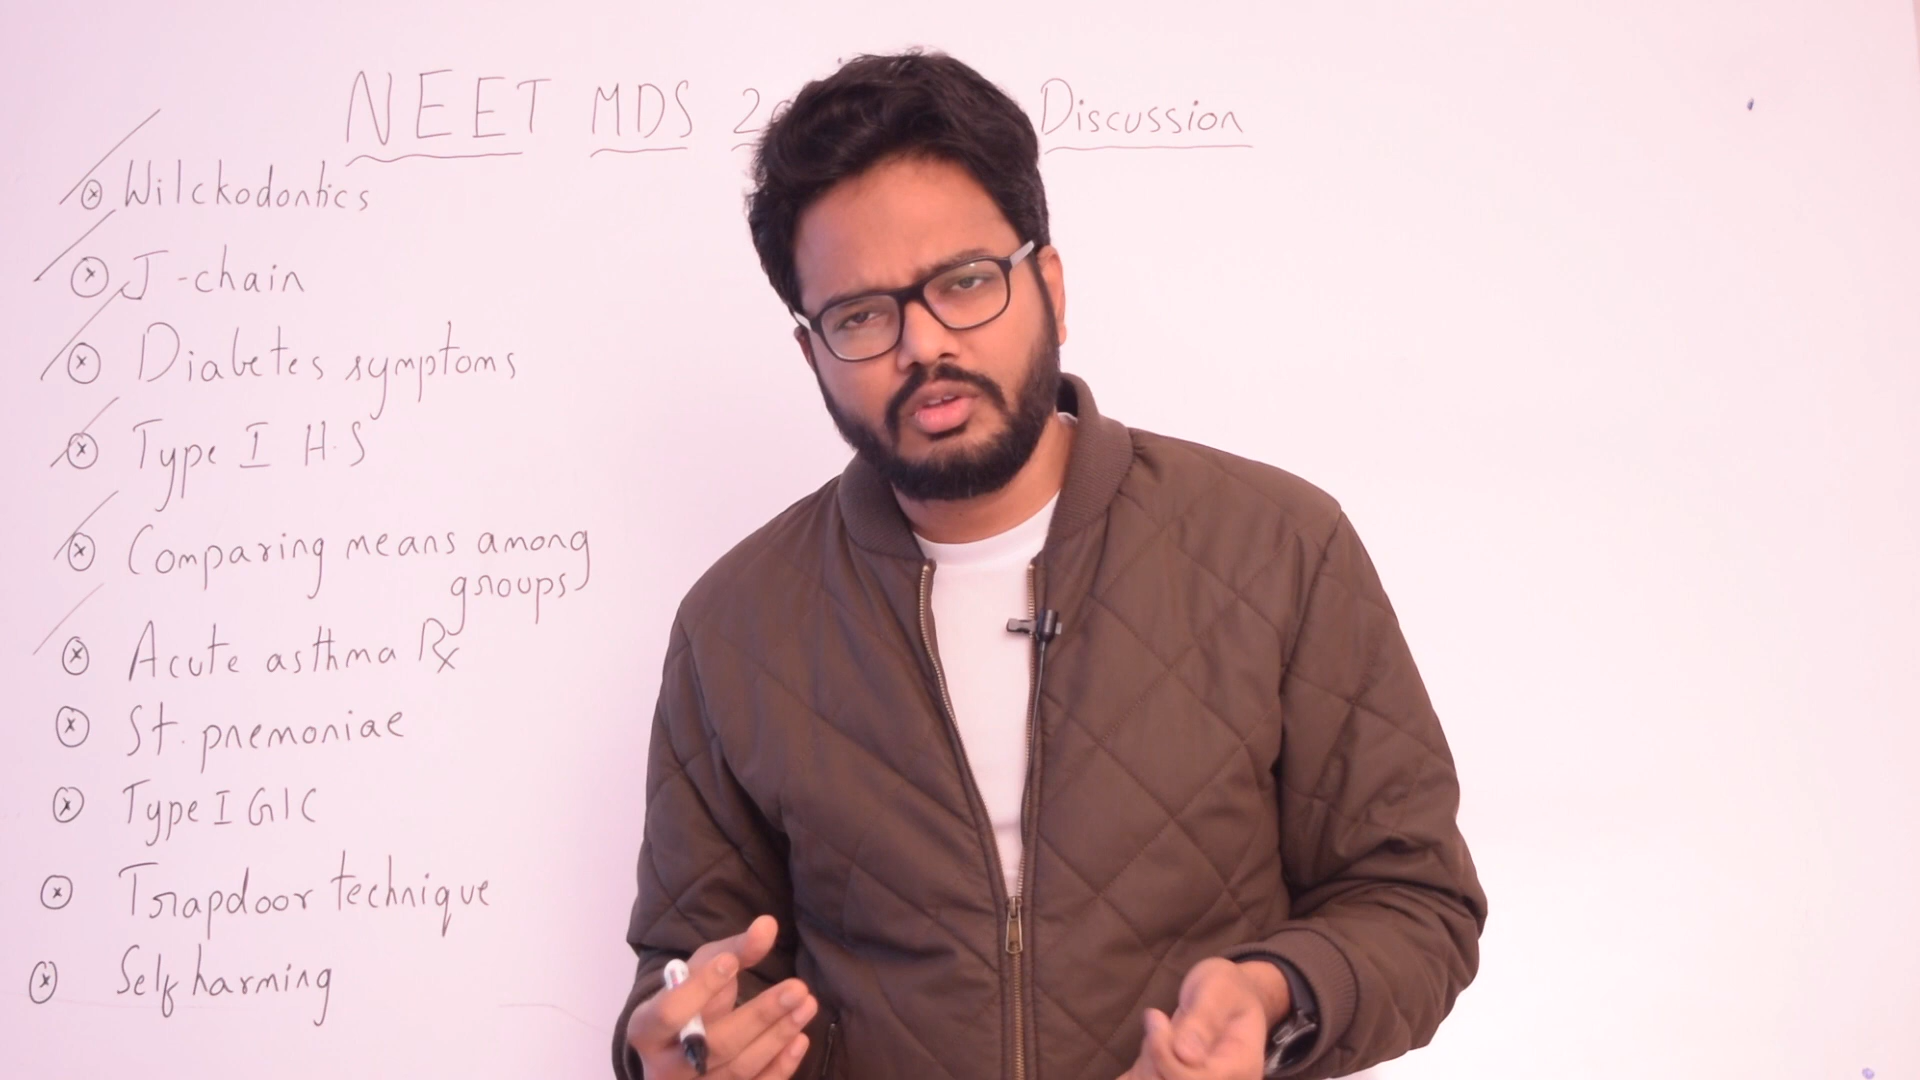 NEET MDS Discussion
Wilckodontics
J-chain
Diabetes symptoms
Type I H.S
Comparing means among
groups
Acute asthma Rx
St. pnemoniae
Type I GIC
Trapdoor technique
Self harming